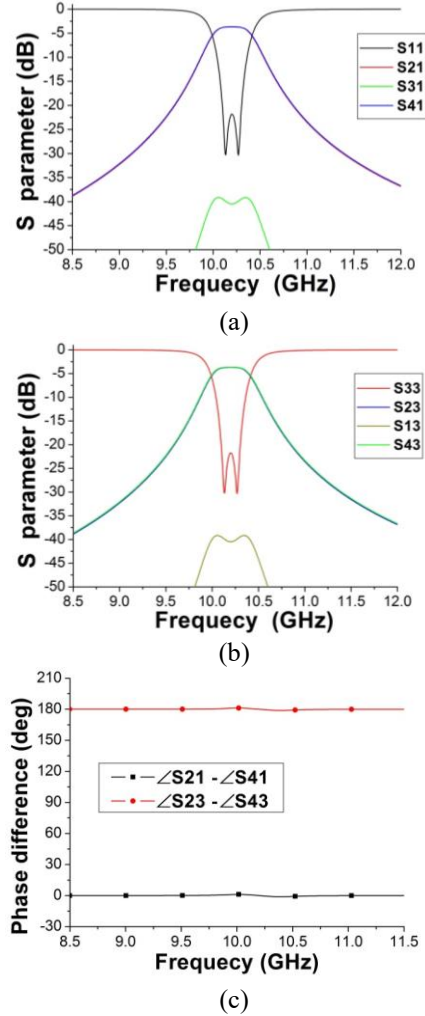 0
-5
-10
-15
-20
-25
-30
-35
-40
-45
-50
S parameter (dB)
S11
S21
S31
S41
8.5 9.0 9.5 10.0 10.5 11.0 11.5 12.0
Frequecy (GHz)
(a)
0
-5
-10
-15
-20
-25
-30
-35
-40
-45
-50
S parameter (dB)
S33
S23
S13
S43
8.5 9.0 9.5 10.0 10.5 11.0 11.5 12.0
Frequecy (GHz)
(b)
210
180
150
120
90
60
30
0
-30
Phase difference (deg)
∠S21 -∠S41
∠S23 -∠S43
8.5 9.0 9.5 10.0 10.5 11.0 11.5
Frequecy (GHz)
(c)